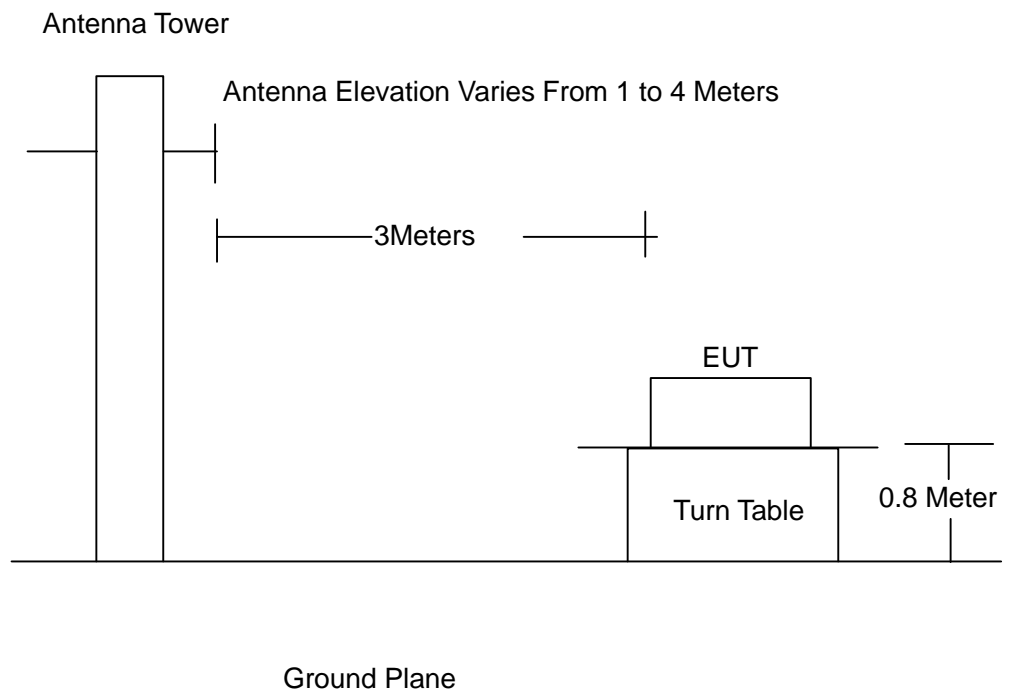 Antenna Tower
Antenna Elevation Varies From 1 to 4 Meters
3Meters
EUT
Turn Table
0.8 Meter
Ground Plane